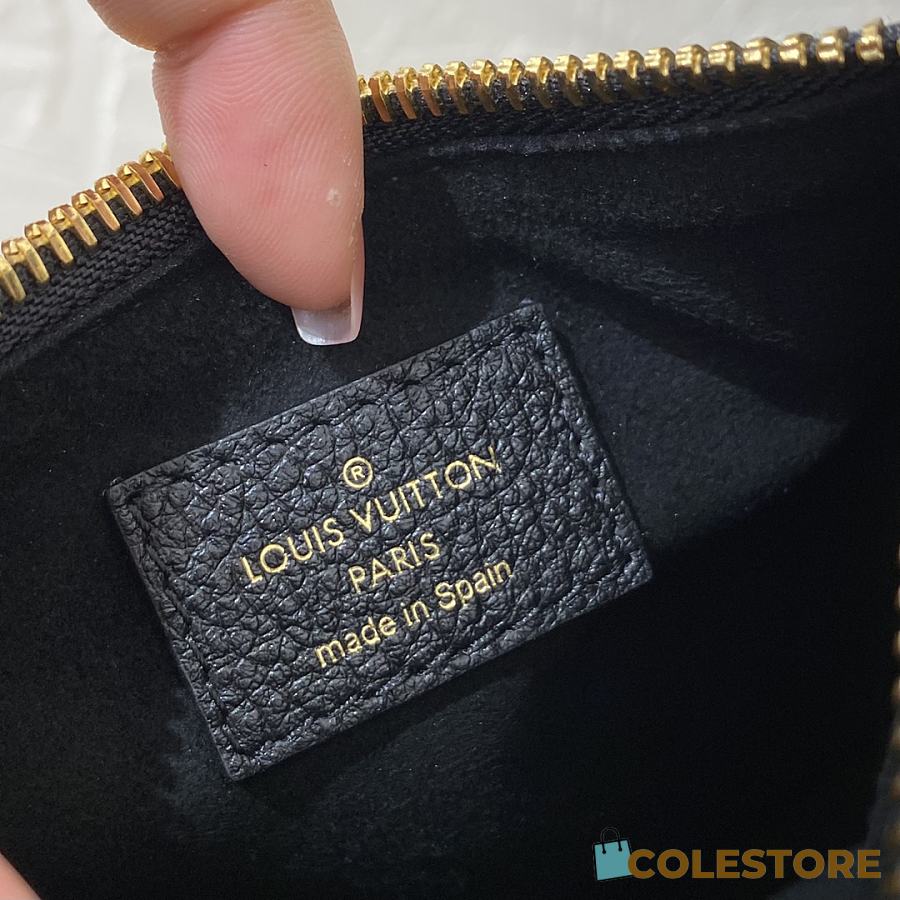 ®
LOUIS VUITTON
PARIS
made in Spain
COLESTORE